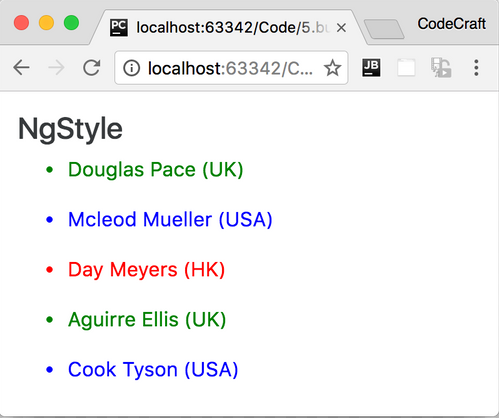 PC
localhost:63342/Code/5.bu
CodeCraft
localhost:63342/C...
JB
NgStyle
Douglas Pace (UK)
Mcleod Mueller (USA)
Day Meyers (HK)
Aguirre Ellis (UK)
Cook Tyson (USA)